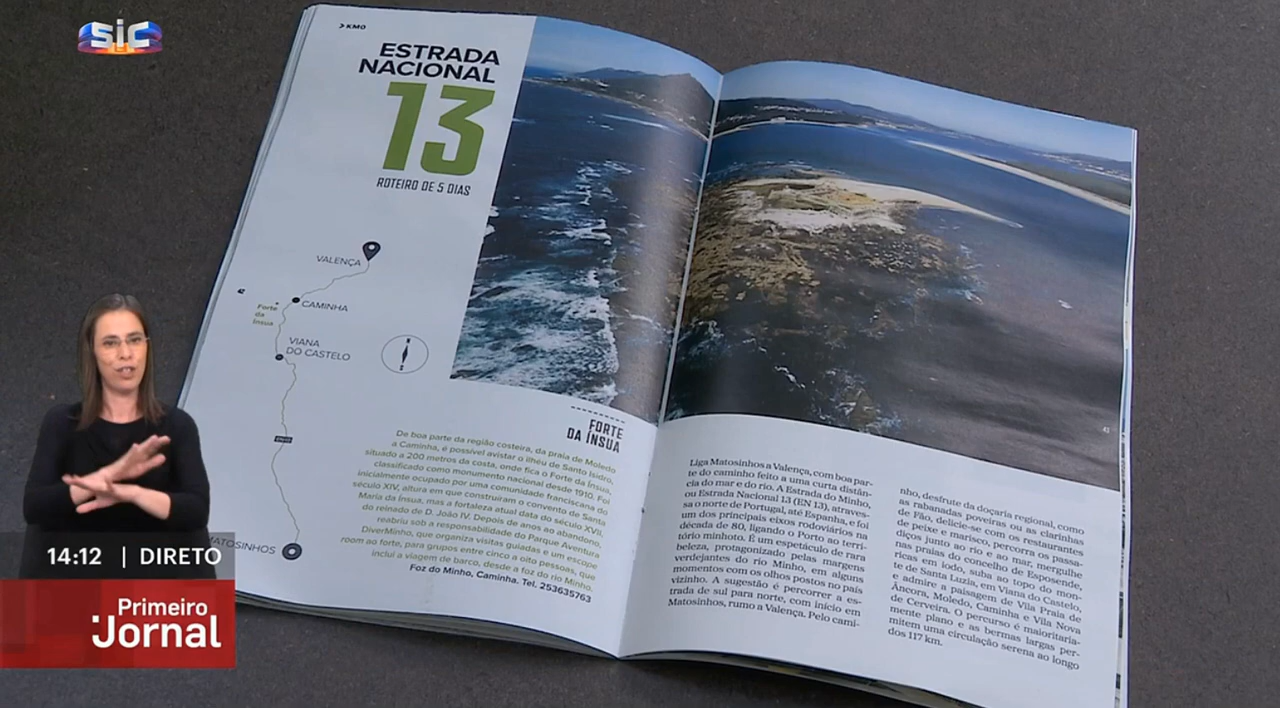 SIC
KM0
ESTRADA
NACIONAL
13
ROTEIRO DE 5 DIAS
VALENÇA
CAMINHA
Forte
da
Ínsua
VIANA
DO CASTELO
MATOSINHOS
42
FORTE
DA ÍNSUA
De boa parte da região costeira, da praia de Moledo
a Caminha, é possível avistar o ilhéu de Santo Isidro,
situado a 200 metros da costa, onde fica o Forte da Ínsua,
classificado como monumento nacional desde 1910. Foi
inicialmente ocupado por uma comunidade franciscana do
século XIV, altura em que construíram o convento de Santa
Maria da Ínsua, mas a fortaleza atual data do século XVII,
do reinado de D. João IV. Depois de anos ao abandono,
reabriu sob a responsabilidade do Parque Aventura
DiverMinho, que organiza visitas guiadas e um escape
room ao forte, para grupos entre cinco a oito pessoas, que
inclui a viagem de barco, desde a foz do rio Minho.
Foz do Minho, Caminha. Tel. 253635763
43
Liga Matosinhos a Valença, com boa par-
te do caminho feito a uma curta distân-
cia do mar e do rio. A Estrada do Minho,
ou Estrada Nacional 13 (EN 13), atraves-
sa o norte de Portugal, até Espanha, e foi
um dos principais eixos rodoviários na
década de 80, ligando o Porto ao terri-
tório minhoto. É um espetáculo de rara
beleza, protagonizado pelas margens
verdejantes do rio Minho, em alguns
momentos com os olhos postos no país
vizinho. A sugestão é percorrer a es-
trada de sul para norte, com início em
Matosinhos, rumo a Valença. Pelo cami-
nho, desfrute da doçaria regional, como
as rabanadas poveiras ou as clarinhas
de Fão, delicie-se com os restaurantes
de peixe e marisco, percorra os passa-
diços junto ao rio e ao mar, mergulhe
nas praias do concelho de Esposende,
ricas em iodo, suba ao topo do mon-
te de Santa Luzia, em Viana do Castelo,
e admire a paisagem de Vila Praia de
Âncora, Moledo, Caminha e Vila Nova
de Cerveira. O percurso é maioritaria-
mente plano e as bermas largas per-
mitem uma circulação serena ao longo
dos 117 km.
14:12 | DIRETO
Primeiro
Jornal